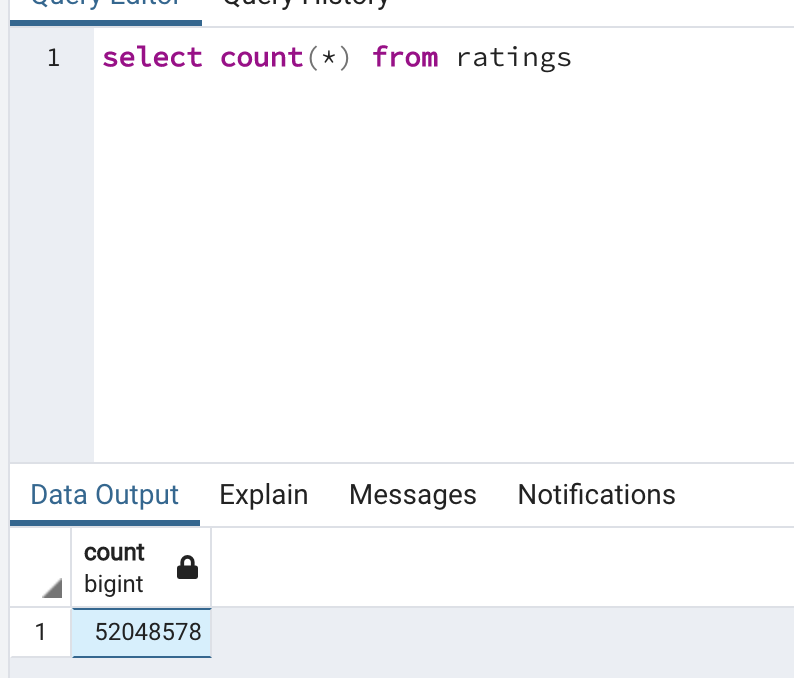 Query Editor Query History
1 select count(*) from ratings
Data Output Explain Messages Notifications
count
bigint
1 52048578